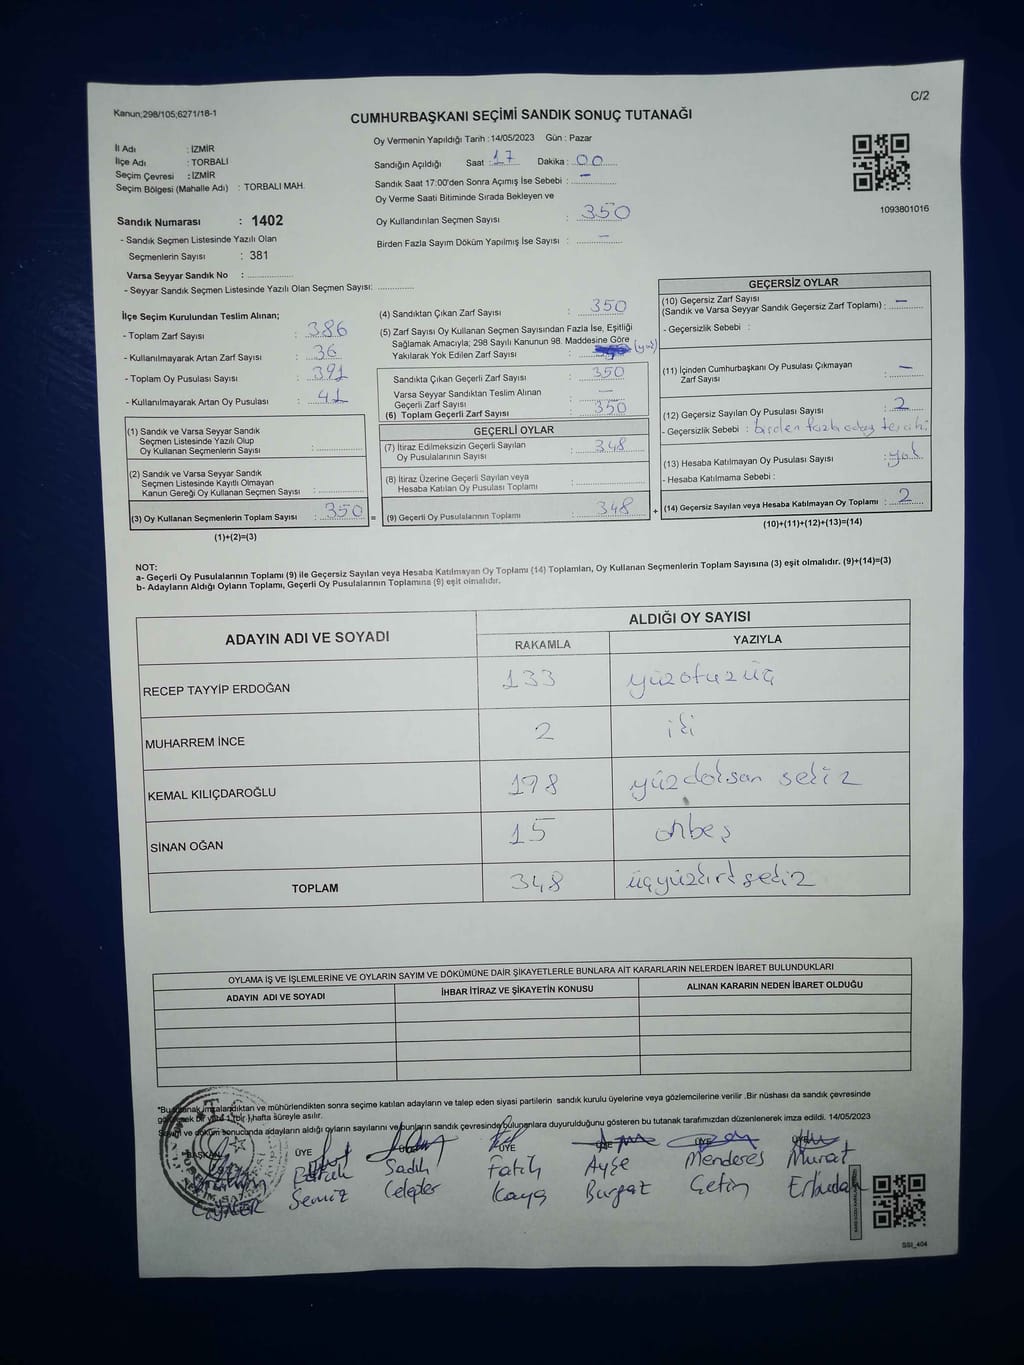 C/2
Kanun;298/105;6271/18-1
CUMHURBAŞKANI SEÇİMİ SANDIK SONUÇ TUTANAĞI
Oy Vermenin Yapıldığı Tarih : 14/05/2023 Gün : Pazar
İl Adı : İZMİR
İlçe Adı : TORBALI
Seçim Çevresi : İZMİR
Seçim Bölgesi (Mahalle Adı) : TORBALI MAH.
Sandığın Açıldığı Saat : 17 Dakika : 00
Sandık Saat 17:00'den Sonra Açımış İse Sebebi : –
Oy Verme Saati Bitiminde Sırada Bekleyen ve
Oy Kullandırılan Seçmen Sayısı : 350
Birden Fazla Sayım Döküm Yapılmış İse Sayısı : –
1093801016
Sandık Numarası : 1402
- Sandık Seçmen Listesinde Yazılı Olan
Seçmenlerin Sayısı : 381
Varsa Seyyar Sandık No :
- Seyyar Sandık Seçmen Listesinde Yazılı Olan Seçmen Sayısı:
İlçe Seçim Kurulundan Teslim Alınan;
- Toplam Zarf Sayısı : 386
- Kullanılmayarak Artan Zarf Sayısı : 36
- Toplam Oy Pusulası Sayısı : 391
- Kullanılmayarak Artan Oy Pusulası : 41
(1) Sandık ve Varsa Seyyar Sandık
Seçmen Listesinde Yazılı Olup
Oy Kullanan Seçmenlerin Sayısı :
(2) Sandık ve Varsa Seyyar Sandık
Seçmen Listesinde Kayıtlı Olmayan
Kanun Gereği Oy Kullanan Seçmen Sayısı :
(3) Oy Kullanan Seçmenlerin Toplam Sayısı : 350 =
(1)+(2)=(3)
(4) Sandıktan Çıkan Zarf Sayısı : 350
(5) Zarf Sayısı Oy Kullanan Seçmen Sayısından Fazla İse, Eşitliği
Sağlamak Amacıyla; 298 Sayılı Kanunun 98. Maddesine Göre
Yakılarak Yok Edilen Zarf Sayısı :
Sandıkta Çıkan Geçerli Zarf Sayısı : 350
Varsa Seyyar Sandıktan Teslim Alınan
Geçerli Zarf Sayısı : –
(6) Toplam Geçerli Zarf Sayısı : 350
GEÇERLİ OYLAR
(7) İtiraz Edilmeksizin Geçerli Sayılan
Oy Pusulalarının Sayısı : 348
(8) İtiraz Üzerine Geçerli Sayılan veya
Hesaba Katılan Oy Pusulası Toplamı :
(9) Geçerli Oy Pusulalarının Toplamı : 348 +
GEÇERSİZ OYLAR
(10) Geçersiz Zarf Sayısı
(Sandık ve Varsa Seyyar Sandık Geçersiz Zarf Toplamı) : –
- Geçersizlik Sebebi :
(11) İçinden Cumhurbaşkanı Oy Pusulası Çıkmayan
Zarf Sayısı : –
(12) Geçersiz Sayılan Oy Pusulası Sayısı : 2
- Geçersizlik Sebebi : birden fazla aday tercihi
(13) Hesaba Katılmayan Oy Pusulası Sayısı : yok
- Hesaba Katılmama Sebebi :
(14) Geçersiz Sayılan veya Hesaba Katılmayan Oy Toplamı : 2
(10)+(11)+(12)+(13)=(14)
NOT:
a- Geçerli Oy Pusulalarının Toplamı (9) ile Geçersiz Sayılan veya Hesaba Katılmayan Oy Toplamı (14) Toplamları, Oy Kullanan Seçmenlerin Toplam Sayısına (3) eşit olmalıdır. (9)+(14)=(3)
b- Adayların Aldığı Oyların Toplamı, Geçerli Oy Pusulalarının Toplamına (9) eşit olmalıdır.
ADAYIN ADI VE SOYADI ALDIĞI OY SAYISI
RAKAMLA YAZIYLA
RECEP TAYYİP ERDOĞAN 133 yüzotuzüç
MUHARREM İNCE 2 iki
KEMAL KILIÇDAROĞLU 198 yüzdoksan sekiz
SİNAN OĞAN 15 onbeş
TOPLAM 348 üçyüzkırksekiz
OYLAMA İŞ VE İŞLEMLERİNE VE OYLARIN SAYIM VE DÖKÜMÜNE DAİR ŞİKAYETLERLE BUNLARA AİT KARARLARIN NELERDEN İBARET BULUNDUKLARI
ADAYIN ADI VE SOYADI İHBAR İTİRAZ VE ŞİKAYETİN KONUSU ALINAN KARARIN NEDEN İBARET OLDUĞU
*Bu tutanak imzalandıktan ve mühürlendikten sonra seçime katılan adayların ve talep eden siyasi partilerin sandık kurulu üyelerine veya gözlemcilerine verilir .Bir nüshası da sandık çevresinde
görülecek bir yere 1 (bir ) hafta süreyle asılır.
Sayım ve döküm sonucunda adayların aldığı oyların sayılarını ve bunların sandık çevresinde bulunanlara duyurulduğunu gösteren bu tutanak tarafımızdan düzenlenerek imza edildi. 14/05/2023
BAŞKAN ÜYE ÜYE ÜYE ÜYE ÜYE
Sadık Fatih Ayşe Menderes Murat
Semiz Celepler Kaya Burgaz Çetin
SSI_404